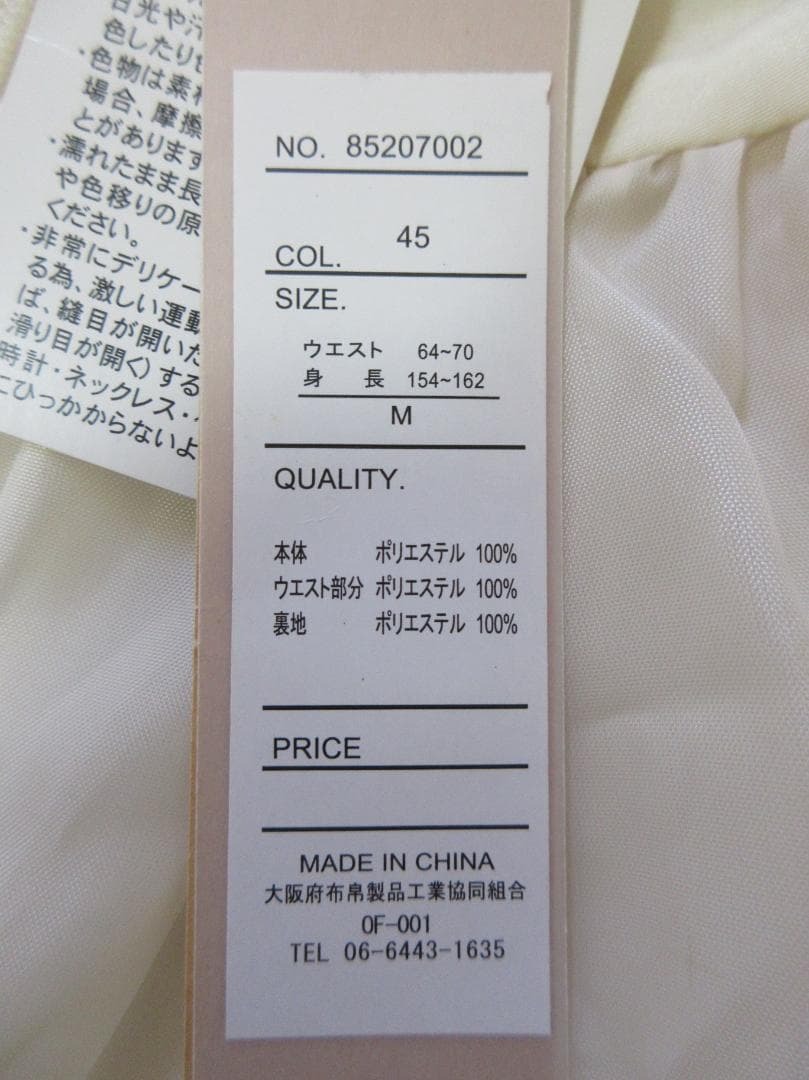 色したり
・色物は素
場合、摩擦
とがあります
・濡れたまま長
や色移りの原
ください。
・非常にデリケー
る為、激しい運動
ば、縫目が開いた
滑り目が開く)する
時計・ネックレス・
にひっかからないよ
NO. 85207002
COL. 45
SIZE.
ウエスト 64~70
身 長 154~162
M
QUALITY.
本体 ポリエステル 100%
ウエスト部分 ポリエステル 100%
裏地 ポリエステル 100%
PRICE
MADE IN CHINA
大阪府布帛製品工業協同組合
OF-001
TEL 06-6443-1635